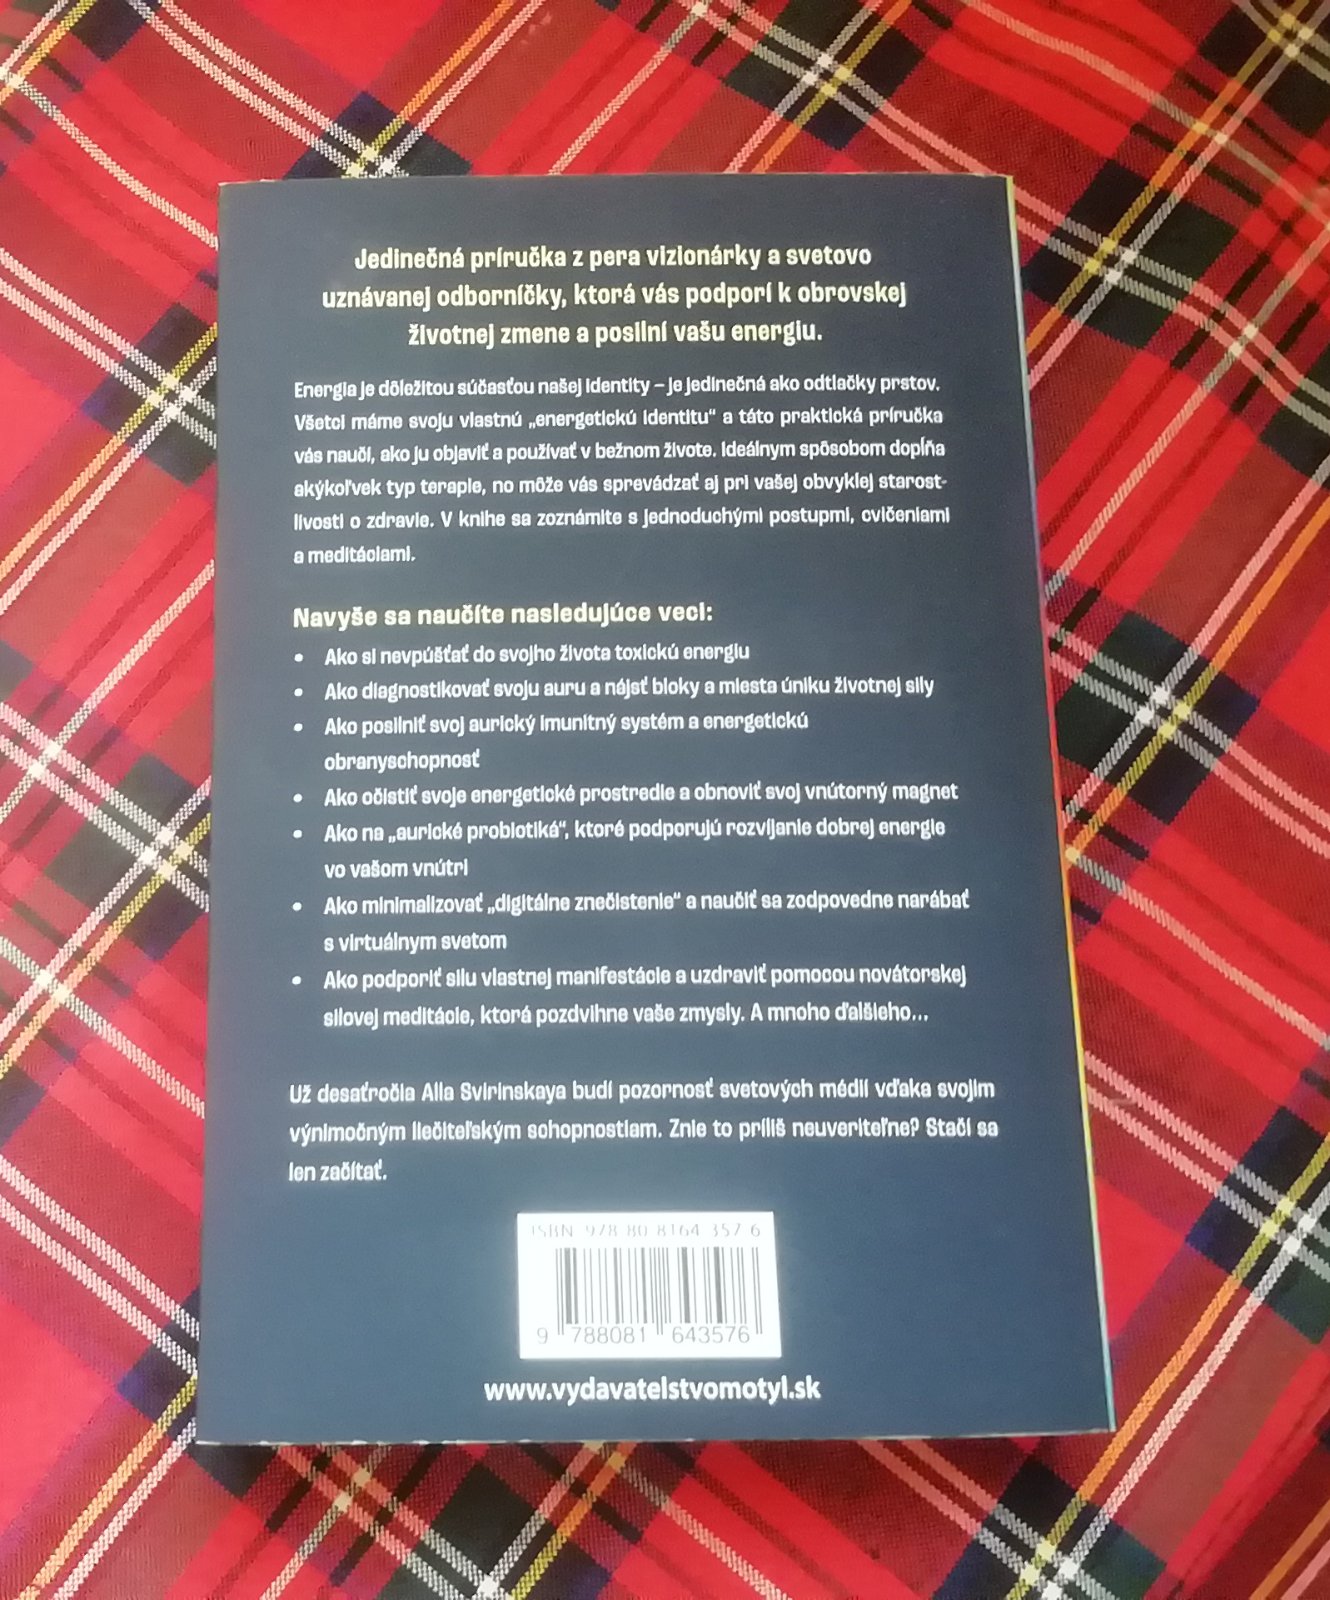 Jedinečná príručka z pera vizionárky a svetovo
uznávanej odborníčky, ktorá vás podporí k obrovskej
životnej zmene a posilní vašu energiu.
Energia je dôležitou súčasťou našej identity – je jedinečná ako odtlačky prstov.
Všetci máme svoju vlastnú „energetickú identitu“ a táto praktická príručka
vás naučí, ako ju objaviť a používať v bežnom živote. Ideálnym spôsobom dopĺňa
akýkoľvek typ terapie, no môže vás sprevádzať aj pri vašej obvyklej starost-
livosti o zdravie. V knihe sa zoznámite s jednoduchými postupmi, cvičeniami
a meditáciami.
Navyše sa naučíte nasledujúce veci:
• Ako si nevpúšťať do svojho života toxickú energiu
• Ako diagnostikovať svoju auru a nájsť bloky a miesta úniku životnej sily
• Ako posilniť svoj aurický imunitný systém a energetickú
obranyschopnosť
• Ako očistiť svoje energetické prostredie a obnoviť svoj vnútorný magnet
• Ako na „aurické probiotiká“, ktoré podporujú rozvíjanie dobrej energie
vo vašom vnútri
• Ako minimalizovať „digitálne znečistenie“ a naučiť sa zodpovedne narábať
s virtuálnym svetom
• Ako podporiť silu vlastnej manifestácie a uzdraviť pomocou novátorskej
silovej meditácie, ktorá pozdvihne vaše zmysly. A mnoho ďalšieho...
Už desaťročia Alla Svirinskaya budí pozornosť svetových médií vďaka svojim
výnimočným liečiteľským schopnostiam. Znie to príliš neuveriteľne? Stačí sa
len začítať.
ISBN 978 80 8164 357 6
9 788081 643576
www.vydavatelstvomotyl.sk